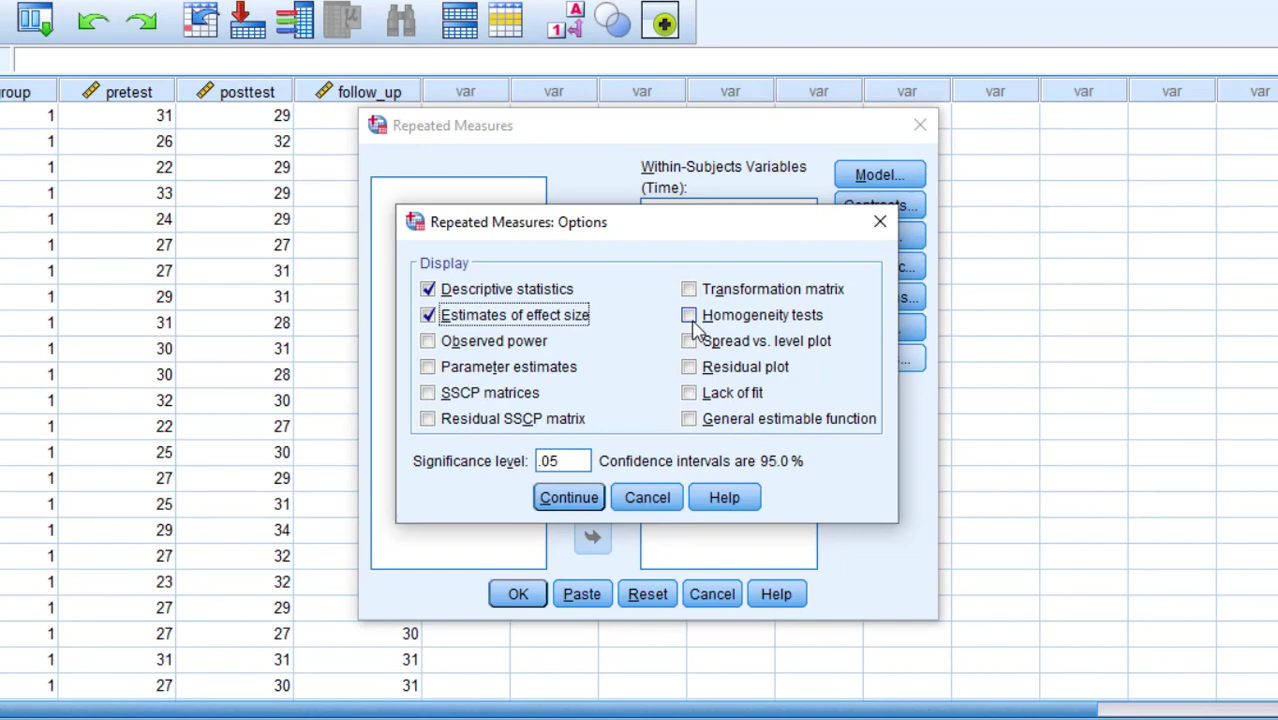 A
1
roup pretest posttest follow_up var var var var var var var var var var
1 31 29
1 26 32
1 22 29
1 33 29
1 24 29
1 27 27
1 27 31
1 29 31
1 31 28
1 30 31
1 30 28
1 32 30
1 22 27
1 25 30
1 27 29
1 25 31
1 29 34
1 27 32
1 23 32
1 27 29
1 27 27 30
1 31 31 31
1 27 30 31
Repeated Measures
Within-Subjects Variables
(Time):
Model...
Repeated Measures: Options
Display
Descriptive statistics
Estimates of effect size
Observed power
Parameter estimates
SSCP matrices
Residual SSCP matrix
Transformation matrix
Homogeneity tests
Spread vs. level plot
Residual plot
Lack of fit
General estimable function
Significance level: .05 Confidence intervals are 95.0 %
Continue Cancel Help
OK Paste Reset Cancel Help